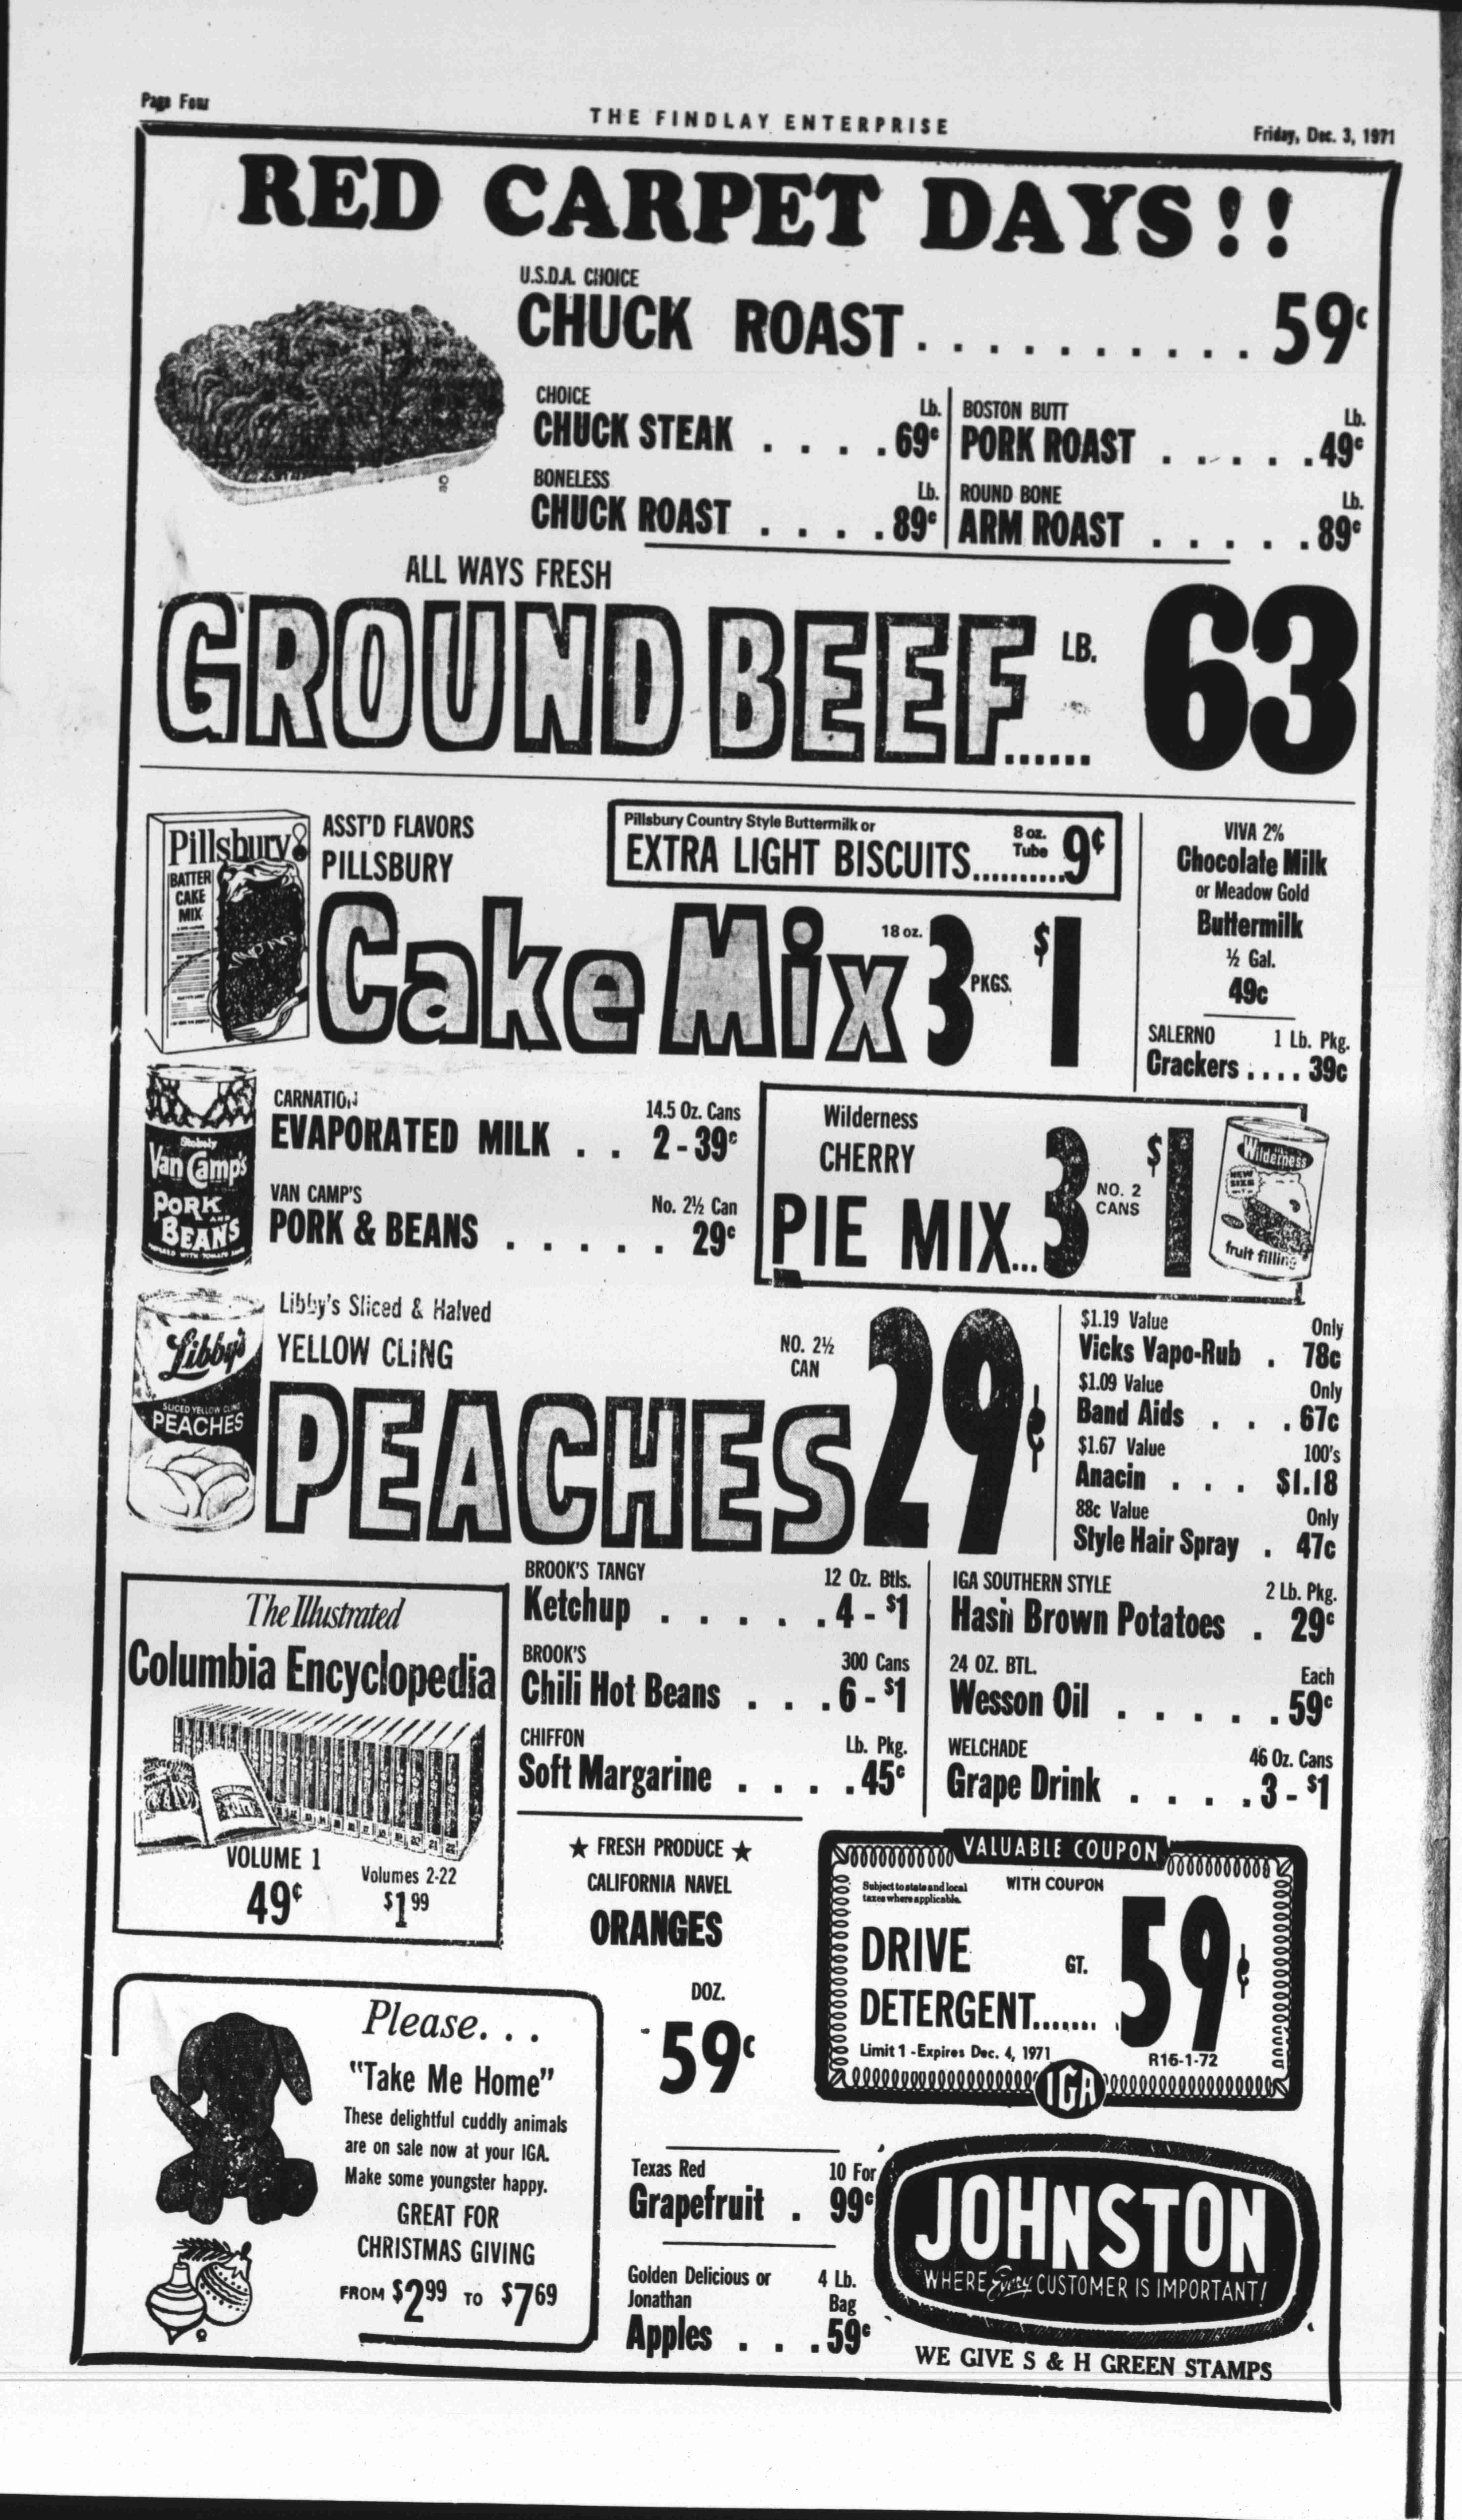 Page Four
THE FINDLAY ENTERPRISE
Friday, Dec. 3, 1971
RED CARPET DAYS!!
U.S.D.A. CHOICE
CHUCK ROAST . . . . . . . . . . 59¢
CHOICE
Lb.
CHUCK STEAK . . . . 69¢
BONELESS
Lb.
CHUCK ROAST . . . . 89¢
BOSTON BUTT
Lb.
PORK ROAST . . . . . 49¢
ROUND BONE
Lb.
ARM ROAST . . . . . 89¢
ALL WAYS FRESH
GROUND BEEF...... LB. 63
Pillsbury
BATTER
CAKE
MIX
ASST'D FLAVORS
PILLSBURY
Cake Mix 18 oz. 3 PKGS. $1
Pillsbury Country Style Buttermilk or
EXTRA LIGHT BISCUITS.......... 8 oz. Tube 9¢
VIVA 2%
Chocolate Milk
or Meadow Gold
Buttermilk
½ Gal.
49c
SALERNO 1 Lb. Pkg.
Crackers . . . . 39c
Stokely
Van Camp's
PORK
AND
BEANS
CARNATION
14.5 Oz. Cans
EVAPORATED MILK . . 2 - 39¢
VAN CAMP'S
No. 2½ Can
PORK & BEANS . . . . . 29¢
Wilderness
CHERRY
PIE MIX... 3 NO. 2 CANS $1
Wilderness
NEW
SIZE
fruit filling
Libby's
SLICED YELLOW CLING
PEACHES
Libby's Sliced & Halved
YELLOW CLING
PEACHES NO. 2½ CAN 29¢
$1.19 Value Only
Vicks Vapo-Rub . 78c
$1.09 Value Only
Band Aids . . . 67c
$1.67 Value 100's
Anacin . . . $1.18
88c Value Only
Style Hair Spray . 47c
The Illustrated
Columbia Encyclopedia
VOLUME 1
49¢
Volumes 2-22
$1 99
BROOK'S TANGY 12 Oz. Btls.
Ketchup . . . . . 4 - $1
BROOK'S 300 Cans
Chili Hot Beans . . . 6 - $1
CHIFFON Lb. Pkg.
Soft Margarine . . . . 45¢
IGA SOUTHERN STYLE 2 Lb. Pkg.
Hash Brown Potatoes . 29¢
24 OZ. BTL. Each
Wesson Oil . . . . . 59¢
WELCHADE 46 Oz. Cans
Grape Drink . . . . 3 - $1
★ FRESH PRODUCE ★
CALIFORNIA NAVEL
ORANGES
DOZ.
59¢
VALUABLE COUPON
Subject to state and local
taxes where applicable.
WITH COUPON
DRIVE
DETERGENT....... GT. 59¢
Limit 1 - Expires Dec. 4, 1971
R16-1-72
IGA
Please. . .
"Take Me Home"
These delightful cuddly animals
are on sale now at your IGA.
Make some youngster happy.
GREAT FOR
CHRISTMAS GIVING
FROM $2 99 TO $7 69
Texas Red 10 For
Grapefruit . 99¢
Golden Delicious or 4 Lb.
Jonathan Bag
Apples . . . 59¢
JOHNSTON
WHERE Every CUSTOMER IS IMPORTANT!
WE GIVE S & H GREEN STAMPS